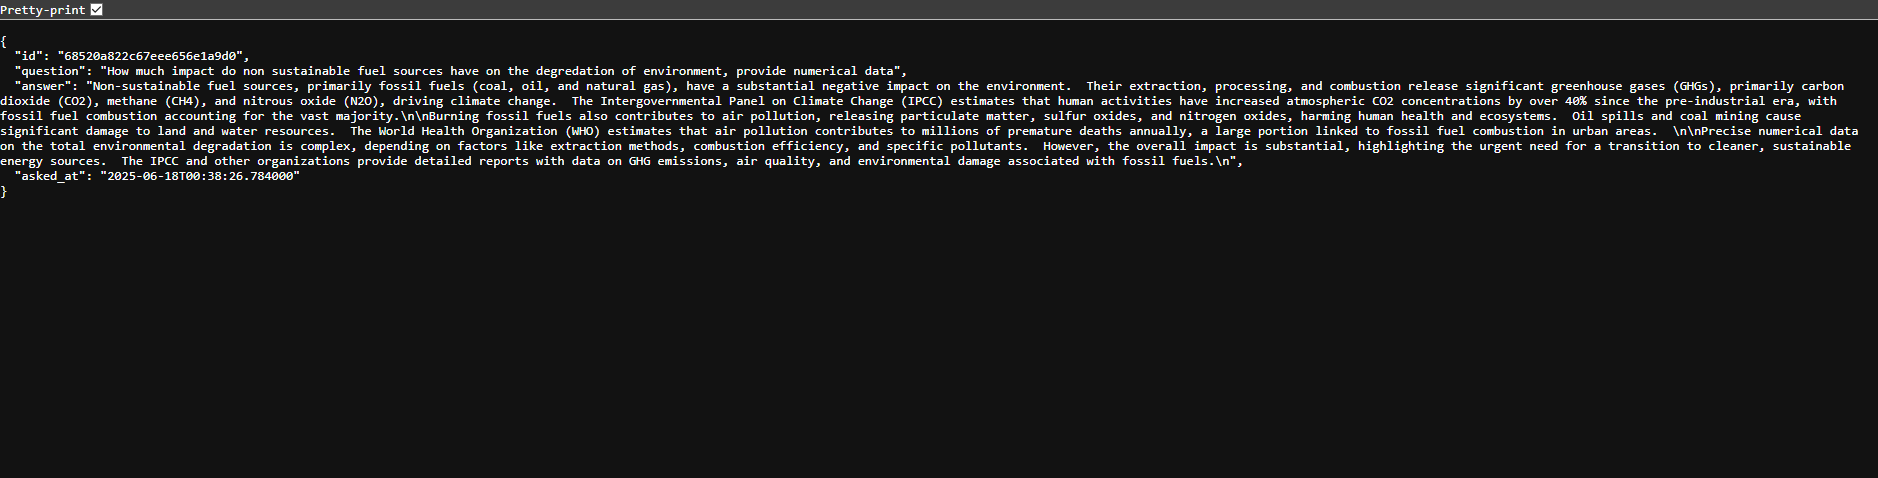 Pretty-print
{
"id": "68520a822c67eee656e1a9d0",
"question": "How much impact do non sustainable fuel sources have on the degredation of environment, provide numerical data",
"answer": "Non-sustainable fuel sources, primarily fossil fuels (coal, oil, and natural gas), have a substantial negative impact on the environment.  Their extraction, processing, and combustion release significant greenhouse gases (GHGs), primarily carbon
dioxide (CO2), methane (CH4), and nitrous oxide (N2O), driving climate change.  The Intergovernmental Panel on Climate Change (IPCC) estimates that human activities have increased atmospheric CO2 concentrations by over 40% since the pre-industrial era, with
fossil fuel combustion accounting for the vast majority.\n\nBurning fossil fuels also contributes to air pollution, releasing particulate matter, sulfur oxides, and nitrogen oxides, harming human health and ecosystems.  Oil spills and coal mining cause
significant damage to land and water resources.  The World Health Organization (WHO) estimates that air pollution contributes to millions of premature deaths annually, a large portion linked to fossil fuel combustion in urban areas.  \n\nPrecise numerical data
on the total environmental degradation is complex, depending on factors like extraction methods, combustion efficiency, and specific pollutants.  However, the overall impact is substantial, highlighting the urgent need for a transition to cleaner, sustainable
energy sources.  The IPCC and other organizations provide detailed reports with data on GHG emissions, air quality, and environmental damage associated with fossil fuels.\n",
"asked_at": "2025-06-18T00:38:26.784000"
}